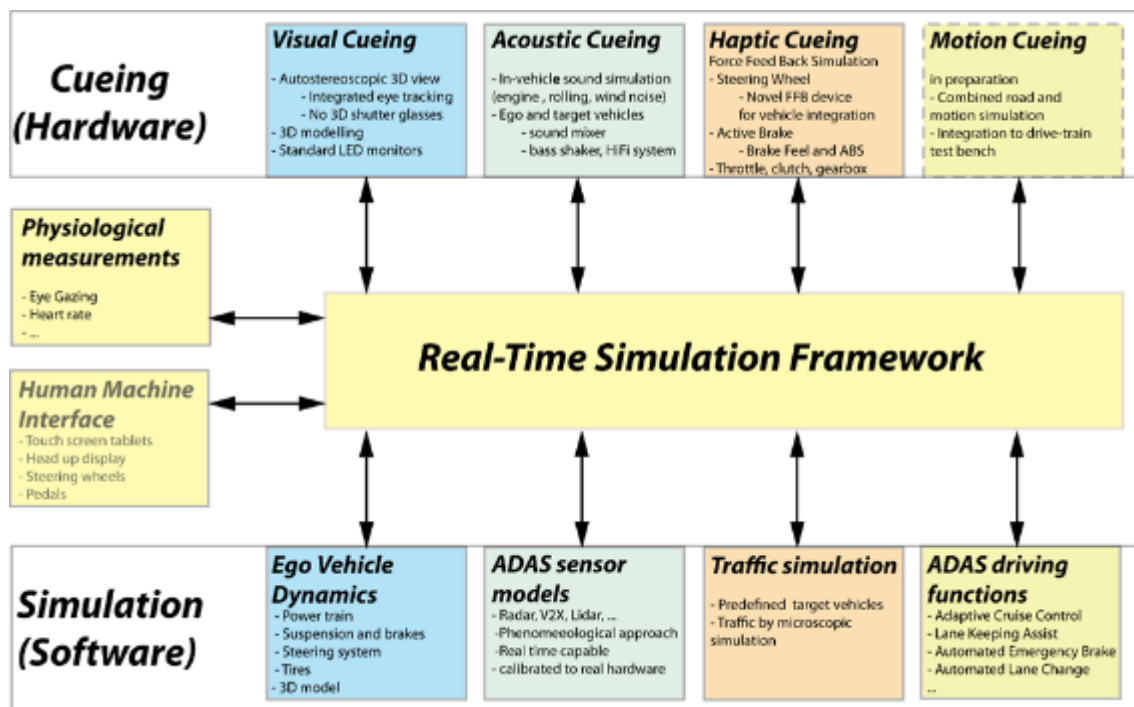 Cueing
(Hardware)
Visual Cueing
- Autostereoscopic 3D view
- Integrated eye tracking
- No 3D shutter glasses
- 3D modelling
- Standard LED monitors
Acoustic Cueing
- In-vehicle sound simulation
(engine , rolling, wind noise)
- Ego and target vehicles
- sound mixer
- bass shaker, HiFi system
Haptic Cueing
Force Feed Back Simulation
- Steering Wheel
- Novel FFB device
for vehicle integration
- Active Brake
- Brake Feel and ABS
- Throttle, clutch, gearbox
Motion Cueing
in preparation
- Combined road and
motion simulation
- Integration to drive-train
test bench
Physiological
measurements
- Eye Gazing
- Heart rate
- ...
Human Machine
Interface
- Touch screen tablets
- Head up display
- Steering wheels
- Pedals
Real-Time Simulation Framework
Simulation
(Software)
Ego Vehicle
Dynamics
- Power train
- Suspension and brakes
- Steering system
- Tires
- 3D model
ADAS sensor
models
- Radar, V2X, Lidar, ...
-Phenomeological approach
-Real time capable
- calibrated to real hardware
Traffic simulation
- Predefined target vehicles
- Traffic by microscopic
simulation
ADAS driving
functions
- Adaptive Cruise Control
- Lane Keeping Assist
- Automated Emergency Brake
- Automated Lane Change
...